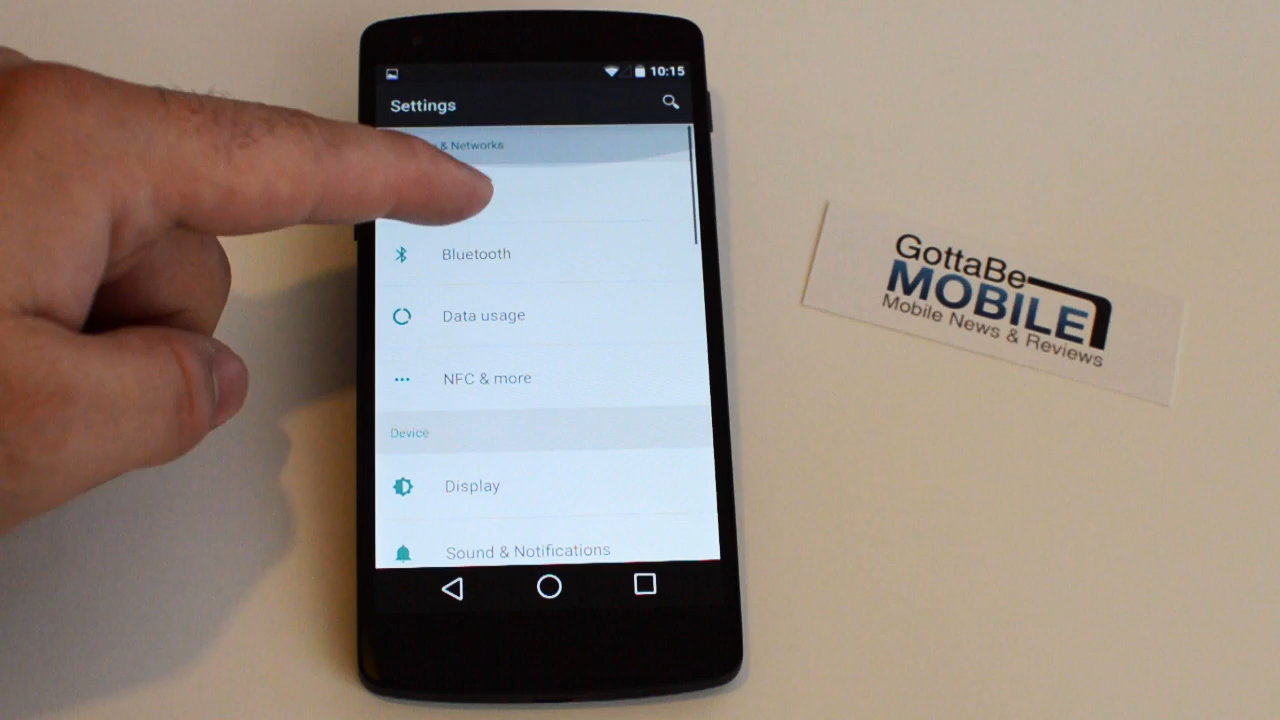 10:15
Settings
& Networks
Bluetooth
Data usage
NFC & more
Device
Display
Sound & Notifications
GottaBe
MOBILE
Mobile News & Reviews